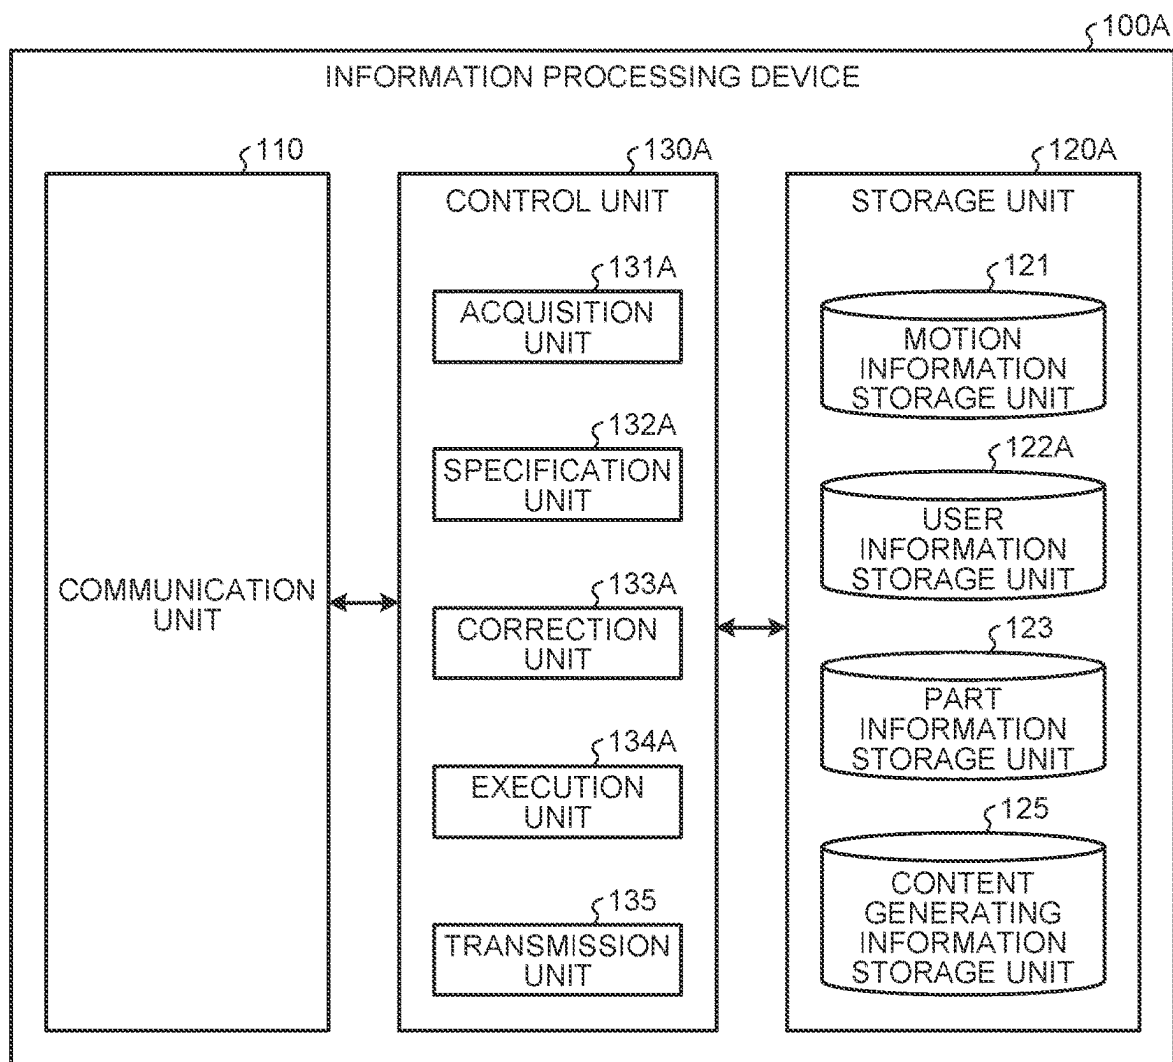 100A
INFORMATION PROCESSING DEVICE
110
COMMUNICATION
UNIT
130A
CONTROL UNIT
131A
ACQUISITION
UNIT
132A
SPECIFICATION
UNIT
133A
CORRECTION
UNIT
134A
EXECUTION
UNIT
135
TRANSMISSION
UNIT
120A
STORAGE UNIT
121
MOTION
INFORMATION
STORAGE UNIT
122A
USER
INFORMATION
STORAGE UNIT
123
PART
INFORMATION
STORAGE UNIT
125
CONTENT
GENERATING
INFORMATION
STORAGE UNIT